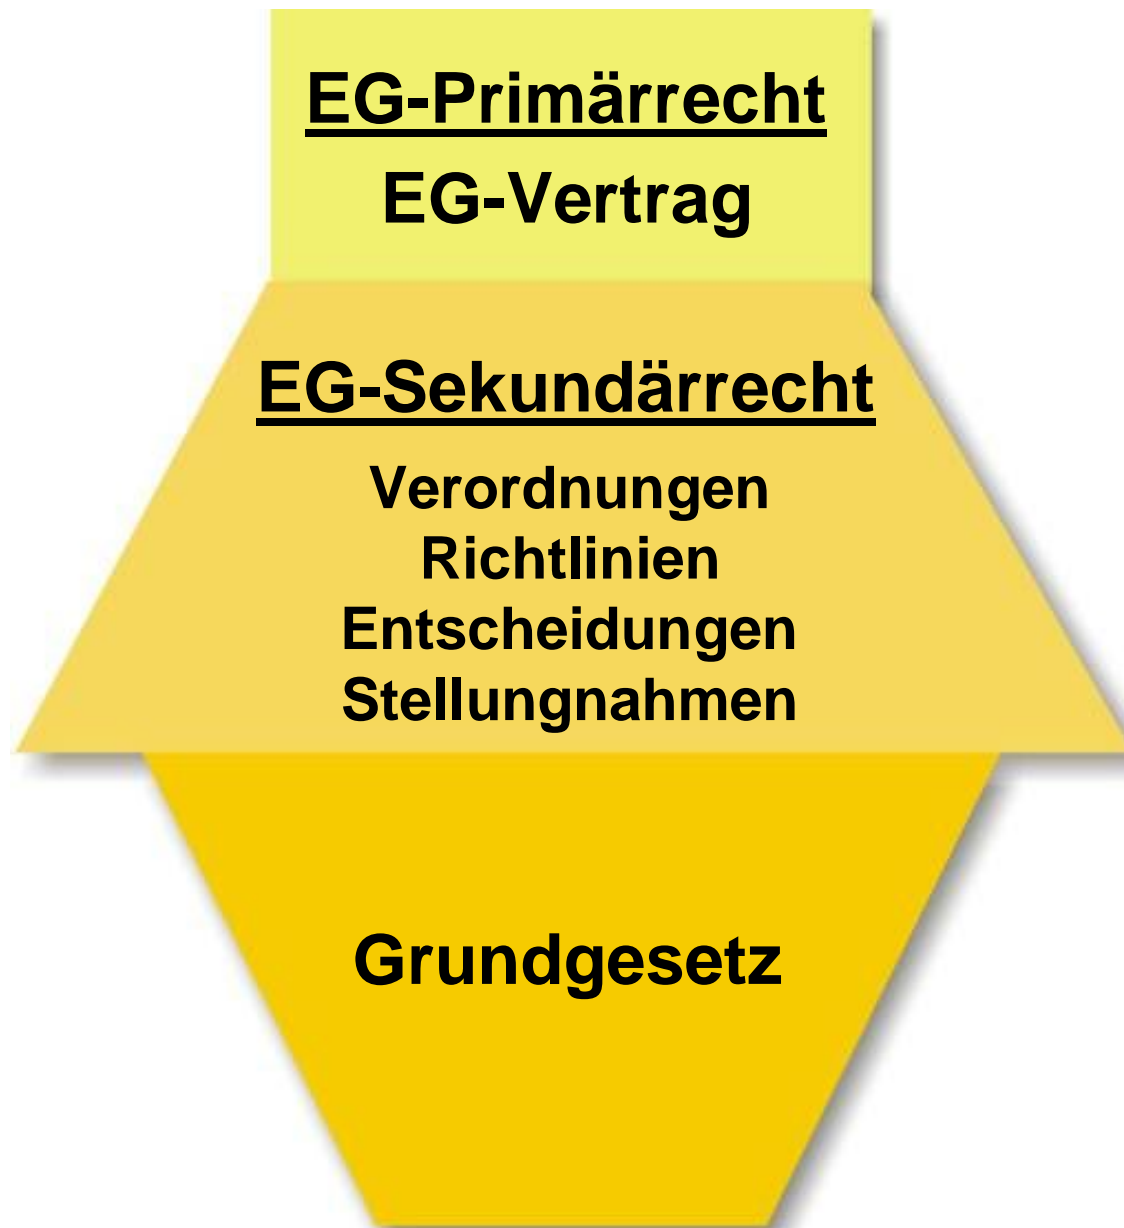 EG-Primärrecht
EG-Vertrag
EG-Sekundärrecht
Verordnungen
Richtlinien
Entscheidungen
Stellungnahmen
Grundgesetz